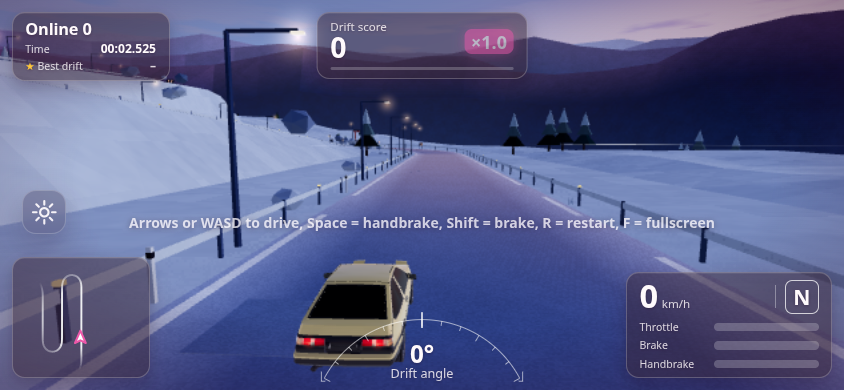 Online 0
Time 00:02.525
★ Best drift –
Drift score
0 ×1.0
Arrows or WASD to drive, Space = handbrake, Shift = brake, R = restart, F = fullscreen
0°
Drift angle
0 km/h N
Throttle
Brake
Handbrake